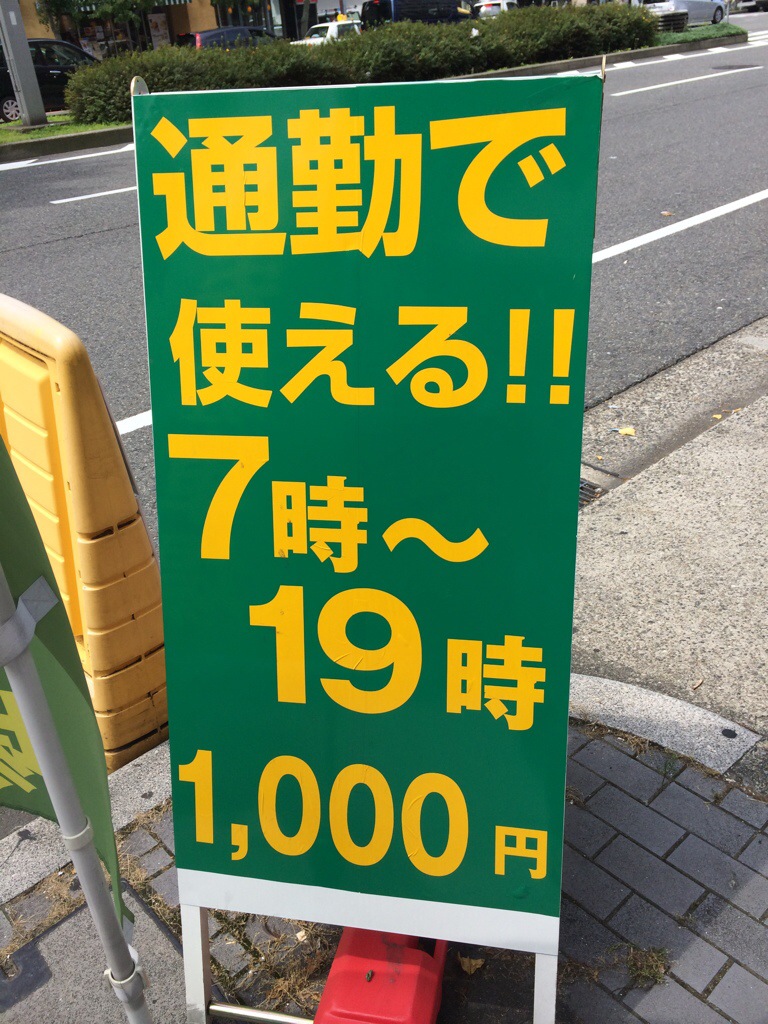 通勤で
使える!!
7時〜
19時
1,000円